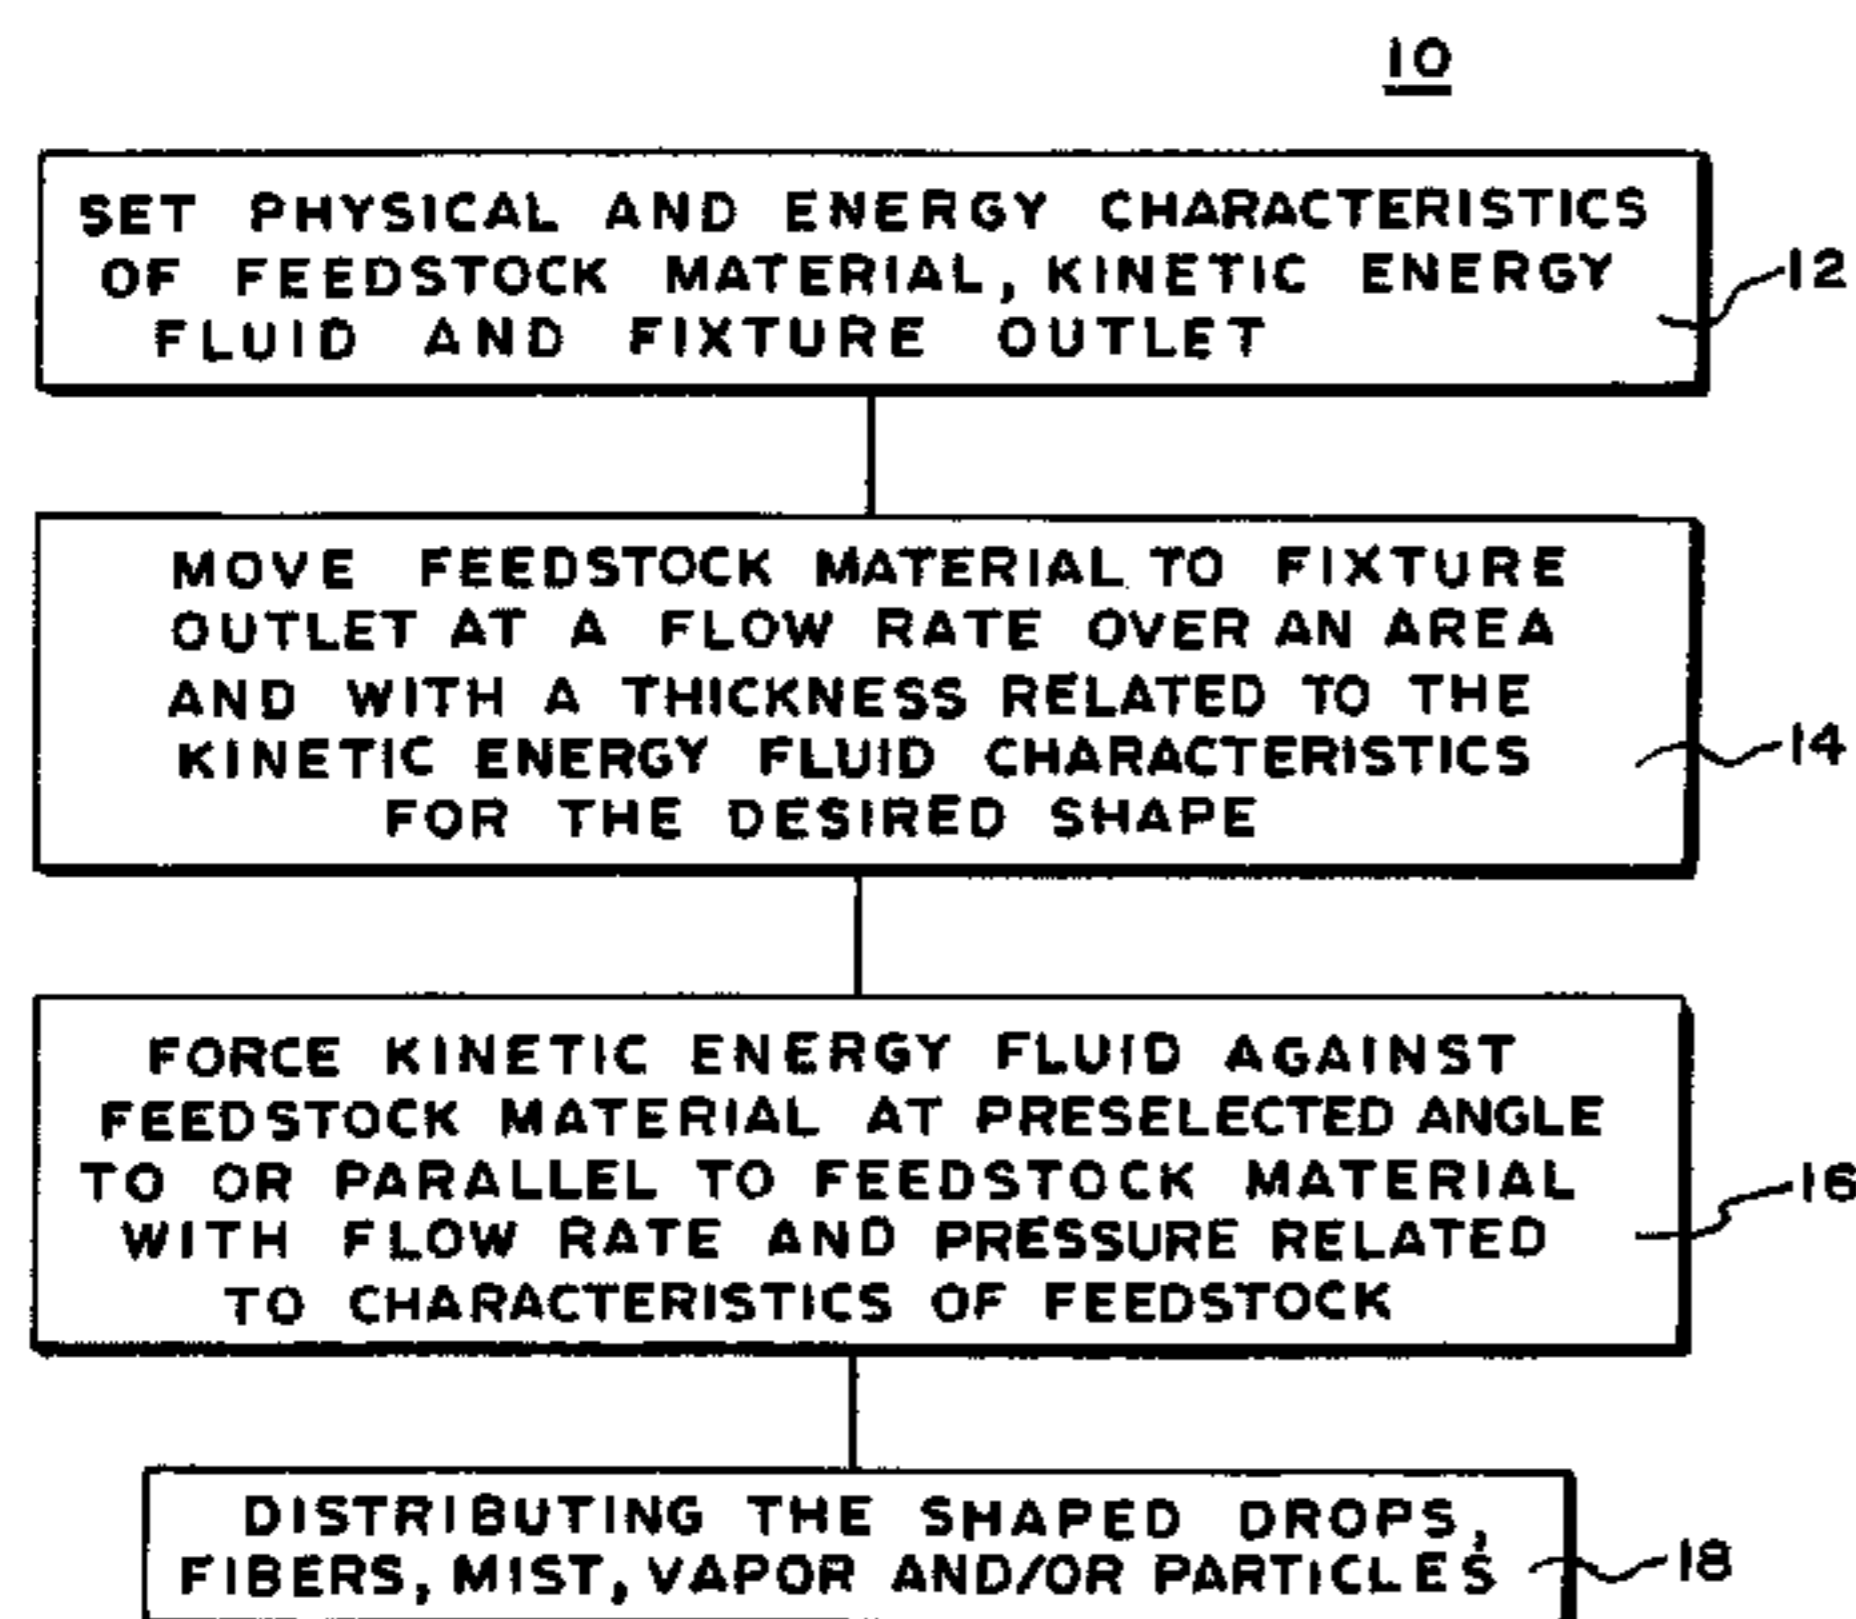 10
SET PHYSICAL AND ENERGY CHARACTERISTICS
OF FEEDSTOCK MATERIAL, KINETIC ENERGY
FLUID AND FIXTURE OUTLET
12
MOVE FEEDSTOCK MATERIAL TO FIXTURE
OUTLET AT A FLOW RATE OVER AN AREA
AND WITH A THICKNESS RELATED TO THE
KINETIC ENERGY FLUID CHARACTERISTICS
FOR THE DESIRED SHAPE
14
FORCE KINETIC ENERGY FLUID AGAINST
FEEDSTOCK MATERIAL AT PRESELECTED ANGLE
TO OR PARALLEL TO FEEDSTOCK MATERIAL
WITH FLOW RATE AND PRESSURE RELATED
TO CHARACTERISTICS OF FEEDSTOCK
16
DISTRIBUTING THE SHAPED DROPS,
FIBERS, MIST, VAPOR AND/OR PARTICLES
18